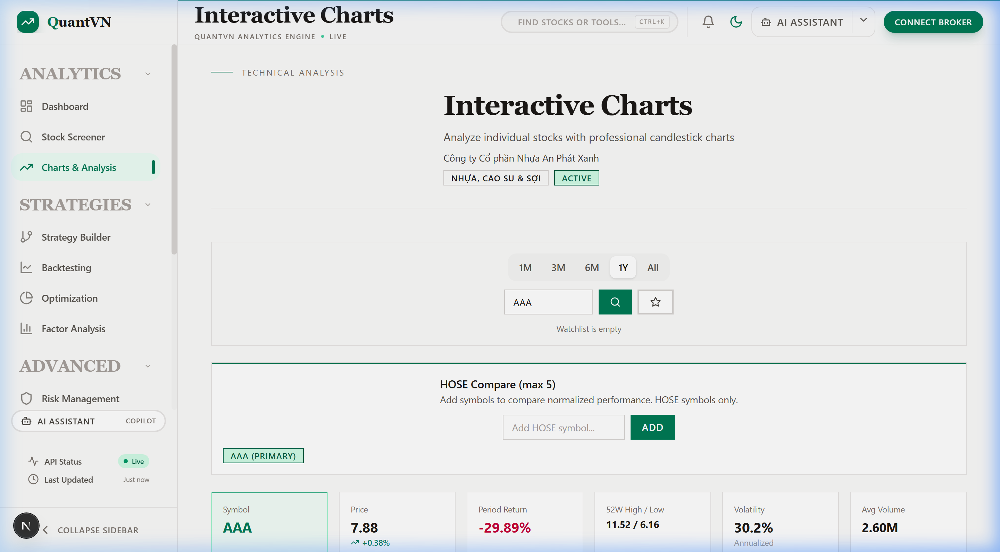 QuantVN
Interactive Charts
QUANTVN ANALYTICS ENGINE • LIVE
FIND STOCKS OR TOOLS... CTRL+K
AI ASSISTANT
CONNECT BROKER
ANALYTICS
Dashboard
Stock Screener
Charts & Analysis
STRATEGIES
Strategy Builder
Backtesting
Optimization
Factor Analysis
ADVANCED
Risk Management
AI ASSISTANT COPILOT
API Status Live
Last Updated Just now
N
COLLAPSE SIDEBAR
TECHNICAL ANALYSIS
Interactive Charts
Analyze individual stocks with professional candlestick charts
Công ty Cổ phần Nhựa An Phát Xanh
NHỰA, CAO SU & SỢI ACTIVE
1M 3M 6M 1Y All
AAA
Watchlist is empty
HOSE Compare (max 5)
Add symbols to compare normalized performance. HOSE symbols only.
Add HOSE symbol... ADD
AAA (PRIMARY)
Symbol
AAA
Price
7.88
+0.38%
Period Return
-29.89%
52W High / Low
11.52 / 6.16
Volatility
30.2%
Annualized
Avg Volume
2.60M